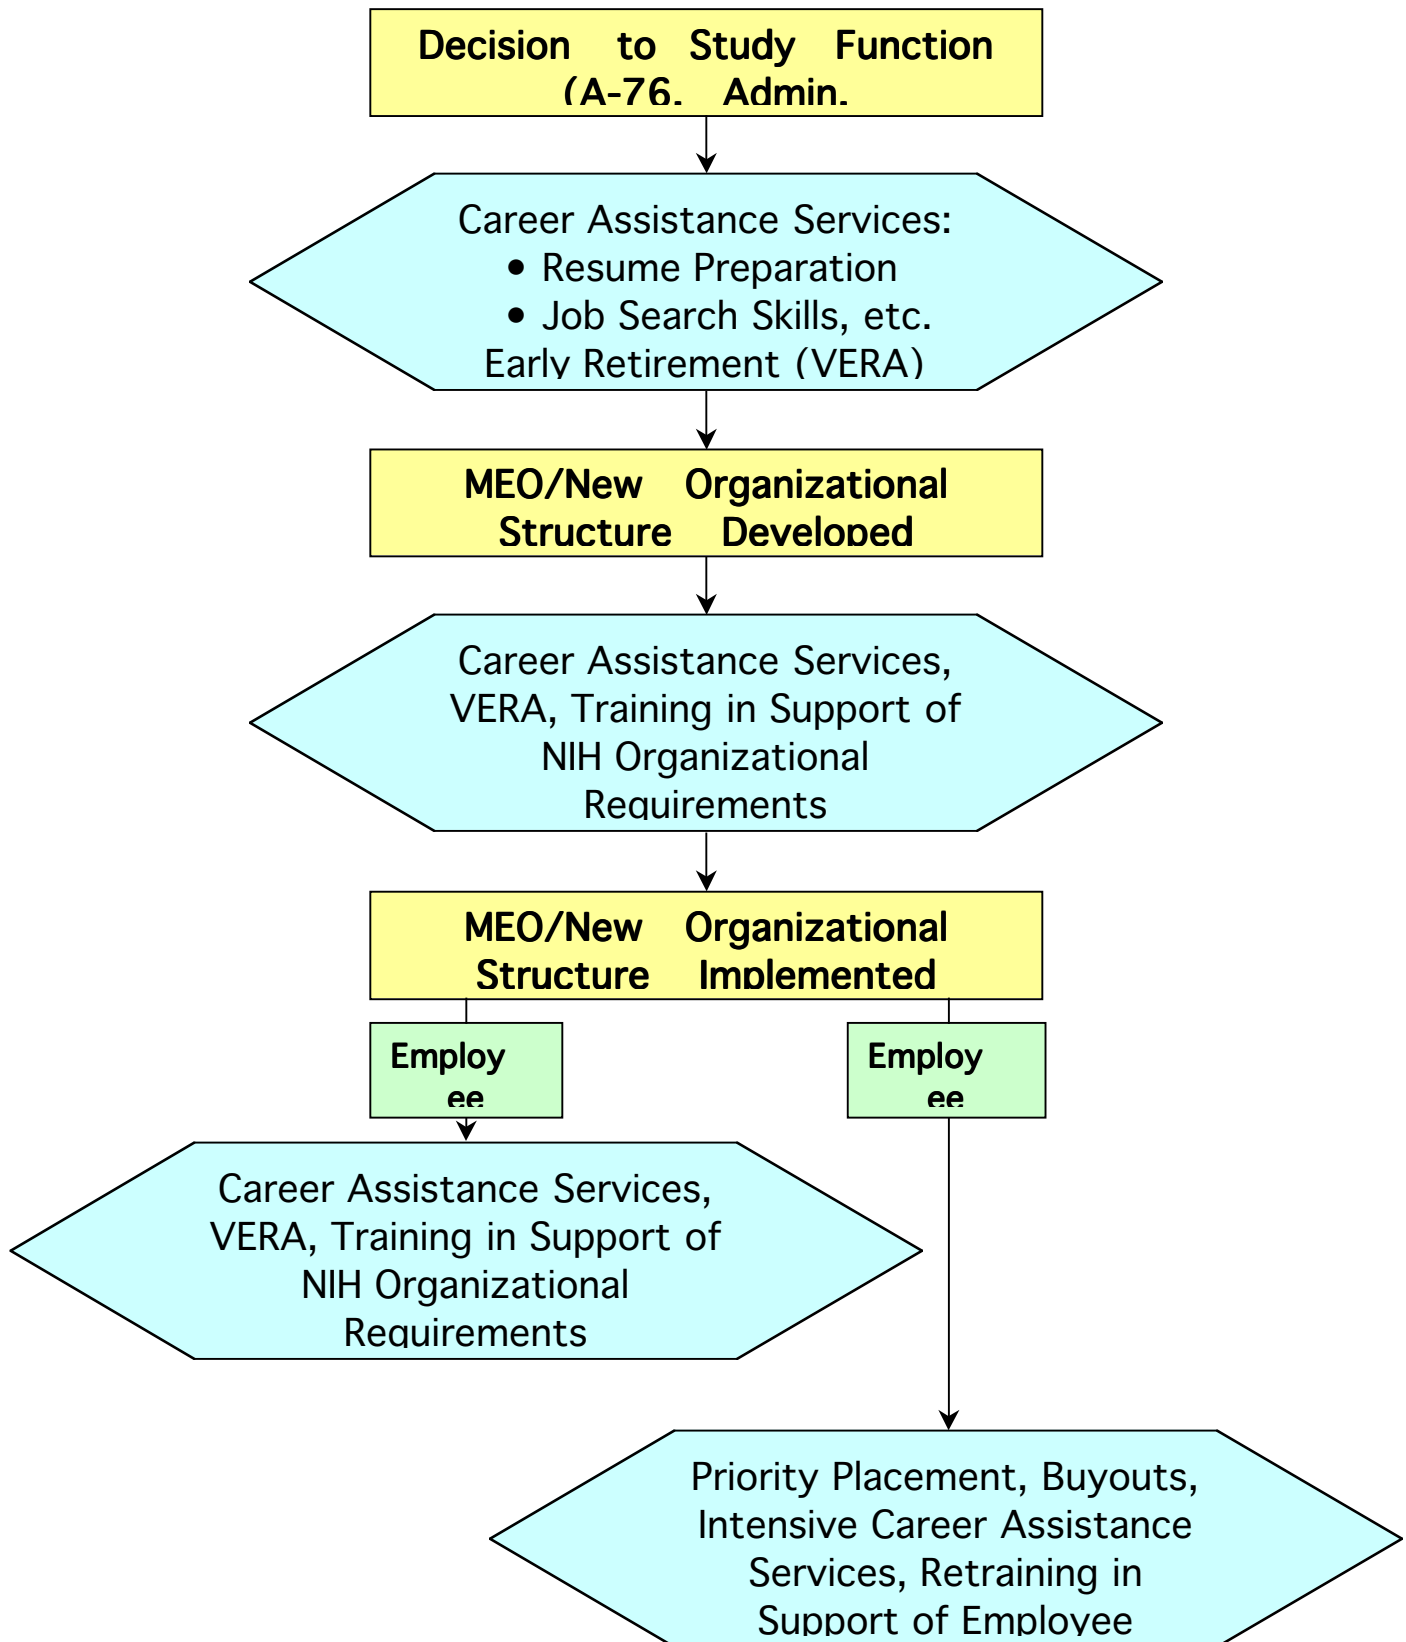 Decision to Study Function
(A-76, Admin.
Career Assistance Services:
• Resume Preparation
• Job Search Skills, etc.
Early Retirement (VERA)
MEO/New Organizational
Structure Developed
Career Assistance Services,
VERA, Training in Support of
NIH Organizational
Requirements
MEO/New Organizational
Structure Implemented
Employ
ee
Employ
ee
Career Assistance Services,
VERA, Training in Support of
NIH Organizational
Requirements
Priority Placement, Buyouts,
Intensive Career Assistance
Services, Retraining in
Support of Employee